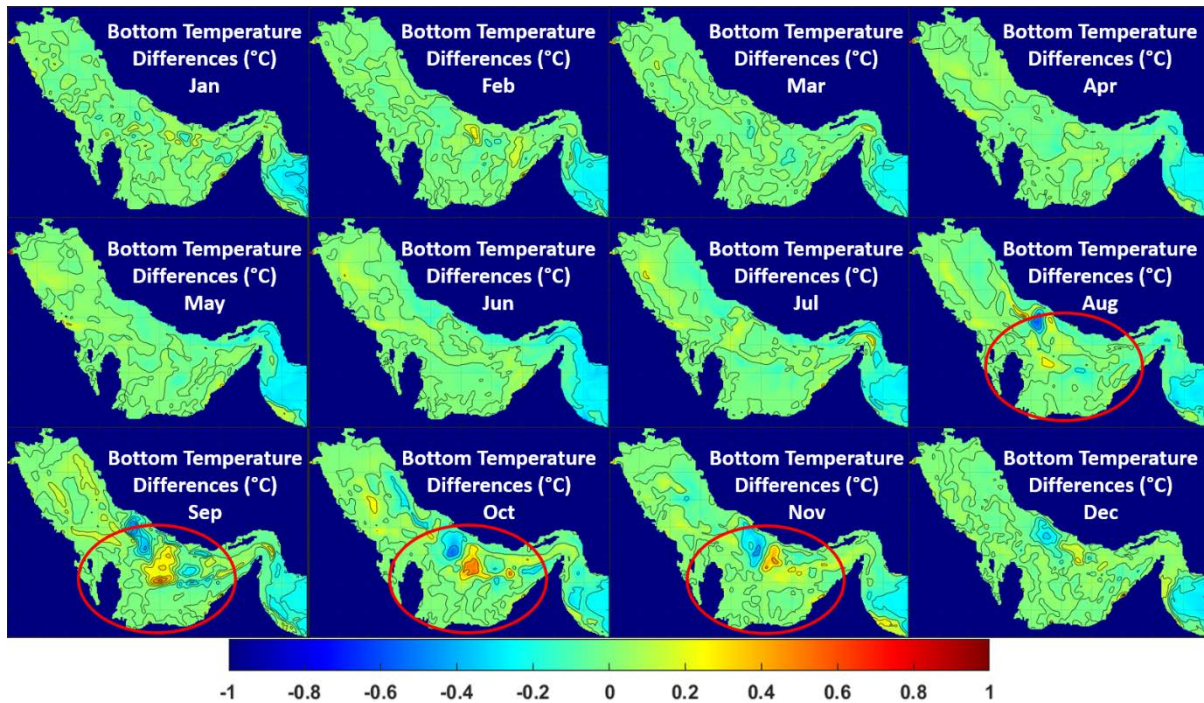 Bottom Temperature
Differences (°C)
Jan
Bottom Temperature
Differences (°C)
Feb
Bottom Temperature
Differences (°C)
Mar
Bottom Temperature
Differences (°C)
Apr
Bottom Temperature
Differences (°C)
May
Bottom Temperature
Differences (°C)
Jun
Bottom Temperature
Differences (°C)
Jul
Bottom Temperature
Differences (°C)
Aug
Bottom Temperature
Differences (°C)
Sep
Bottom Temperature
Differences (°C)
Oct
Bottom Temperature
Differences (°C)
Nov
Bottom Temperature
Differences (°C)
Dec
-1 -0.8 -0.6 -0.4 -0.2 0 0.2 0.4 0.6 0.8 1